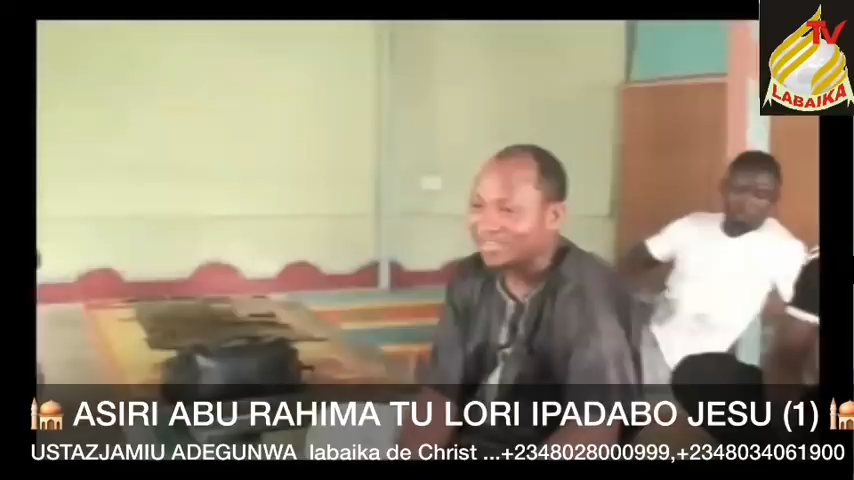 TV
LABAIKA
ASIRI ABU RAHIMA TU LORI IPADABO JESU (1)
USTAZJAMIU ADEGUNWA labaika de Christ ...+2348028000999,+2348034061900